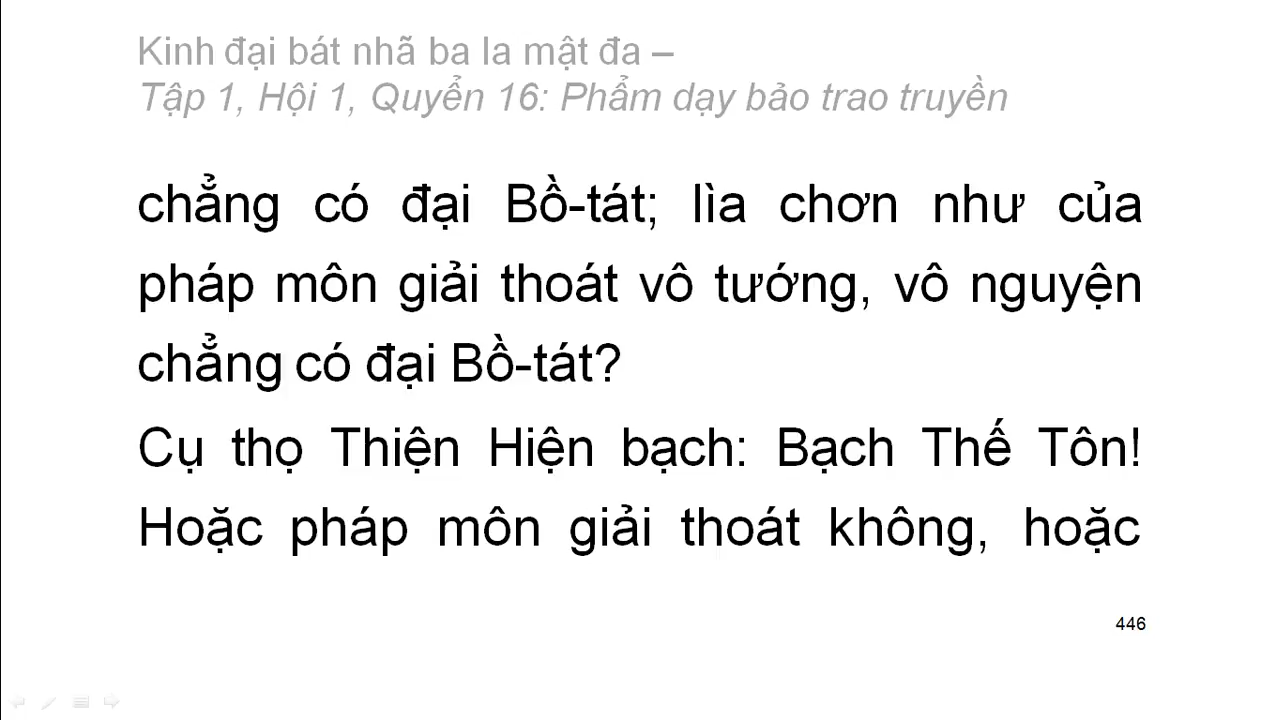 Kinh đại bát nhã ba la mật đa –
Tập 1, Hội 1, Quyển 16: Phẩm dạy bảo trao truyền
chẳng có đại Bồ-tát; lìa chơn như của
pháp môn giải thoát vô tướng, vô nguyện
chẳng có đại Bồ-tát?
Cụ thọ Thiện Hiện bạch: Bạch Thế Tôn!
Hoặc pháp môn giải thoát không, hoặc
446